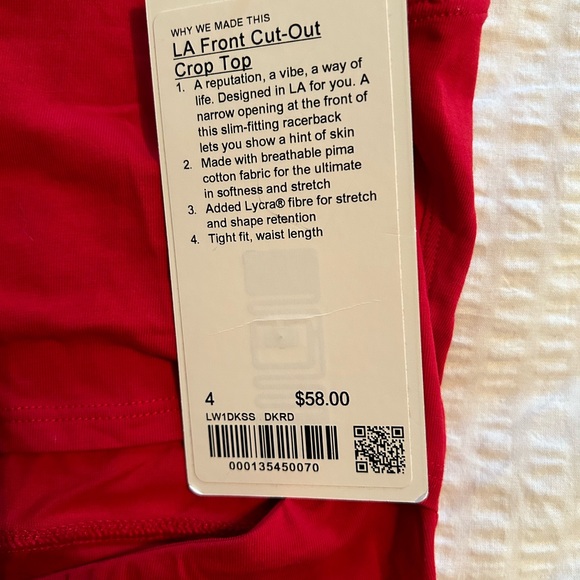 WHY WE MADE THIS
LA Front Cut-Out
Crop Top
1. A reputation, a vibe, a way of
life. Designed in LA for you. A
narrow opening at the front of
this slim-fitting racerback
lets you show a hint of skin
2. Made with breathable pima
cotton fabric for the ultimate
in softness and stretch
3. Added Lycra® fibre for stretch
and shape retention
4. Tight fit, waist length
4 $58.00
LW1DKSS DKRD
000135450070